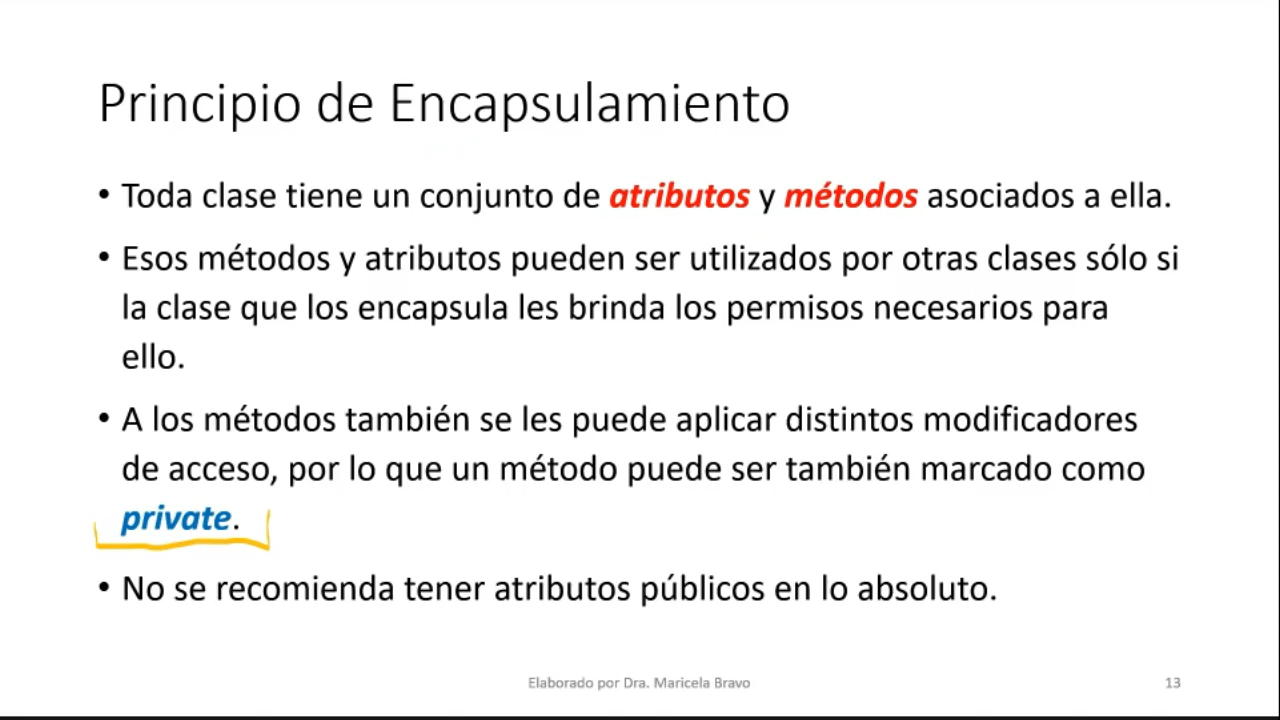 Principio de Encapsulamiento
• Toda clase tiene un conjunto de atributos y métodos asociados a ella.
• Esos métodos y atributos pueden ser utilizados por otras clases sólo si
la clase que los encapsula les brinda los permisos necesarios para
ello.
• A los métodos también se les puede aplicar distintos modificadores
de acceso, por lo que un método puede ser también marcado como
private.
• No se recomienda tener atributos públicos en lo absoluto.
Elaborado por Dra. Maricela Bravo
13